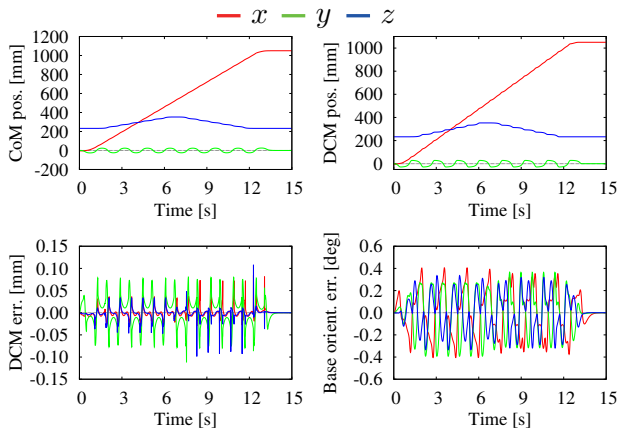 x y z
CoM pos. [mm]
1200
1000
800
600
400
200
0
-200
0 3 6 9 12 15
Time [s]
DCM pos. [mm]
1000
800
600
400
200
0
0 3 6 9 12 15
Time [s]
DCM err. [mm]
0.15
0.10
0.05
0.00
-0.05
-0.10
-0.15
0 3 6 9 12 15
Time [s]
Base orient. err. [deg]
0.6
0.4
0.2
0.0
-0.2
-0.4
-0.6
0 3 6 9 12 15
Time [s]